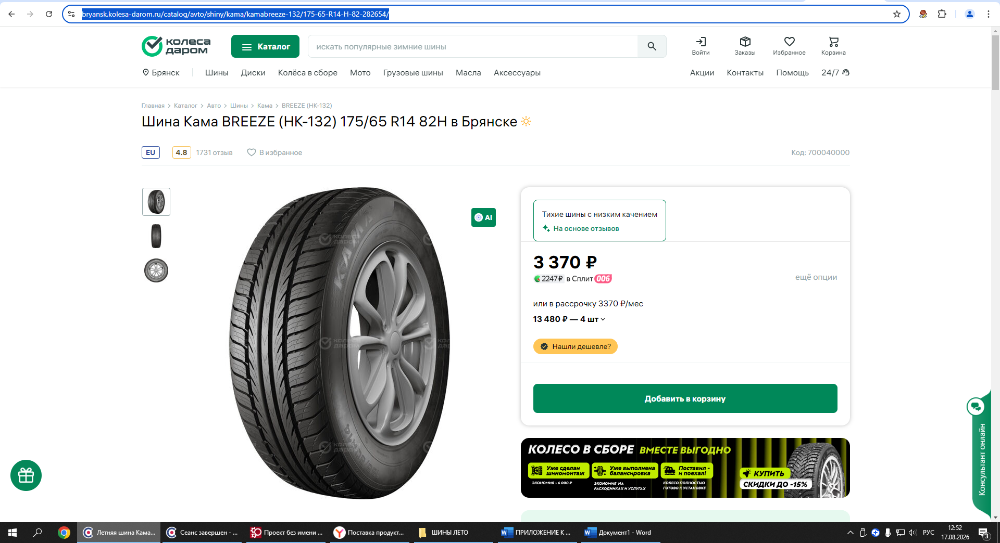 bryansk.kolesa-darom.ru/catalog/avto/shiny/kama/kamabreeze-132/175-65-R14-H-82-282654/
колеса даром
Каталог
искать популярные зимние шины
Войти
Заказы
Избранное
Корзина
Брянск
Шины
Диски
Колёса в сборе
Мото
Грузовые шины
Масла
Аксессуары
Акции
Контакты
Помощь
24/7
Главная > Каталог > Авто > Шины > Кама > BREEZE (НК-132)
Шина Кама BREEZE (НК-132) 175/65 R14 82H в Брянске
EU
4.8
1731 отзыв
В избранное
Код: 700040000
AI
KAMA
колеса даром
колеса даром
колеса даром
Тихие шины с низким качением
На основе отзывов
3 370 ₽
2247 ₽ в Сплит
ещё опции
или в рассрочку 3370 ₽/мес
13 480 ₽ — 4 шт
Нашли дешевле?
Добавить в корзину
КОЛЕСО В СБОРЕ ВМЕСТЕ ВЫГОДНО
Уже сделан шиномонтаж
ЭКОНОМИЯ - 6 000 ₽
Уже выполнена балансировка
ЭКОНОМИЯ НА РАСХОДНИКАХ И УСЛУГАХ
Поставил - и поехал!
КОЛЕСО ПОЛНОСТЬЮ ГОТОВО К УСТАНОВКЕ
КУПИТЬ
СКИДКИ ДО -15%
Консультант онлайн
Летняя шина Кама...
Сеанс завершен - ...
Проект без имени ...
Поставка продукт...
ШИНЫ ЛЕТО
ПРИЛОЖЕНИЕ К ...
Документ1 - Word
РУС
12:52
17.08.2026
3